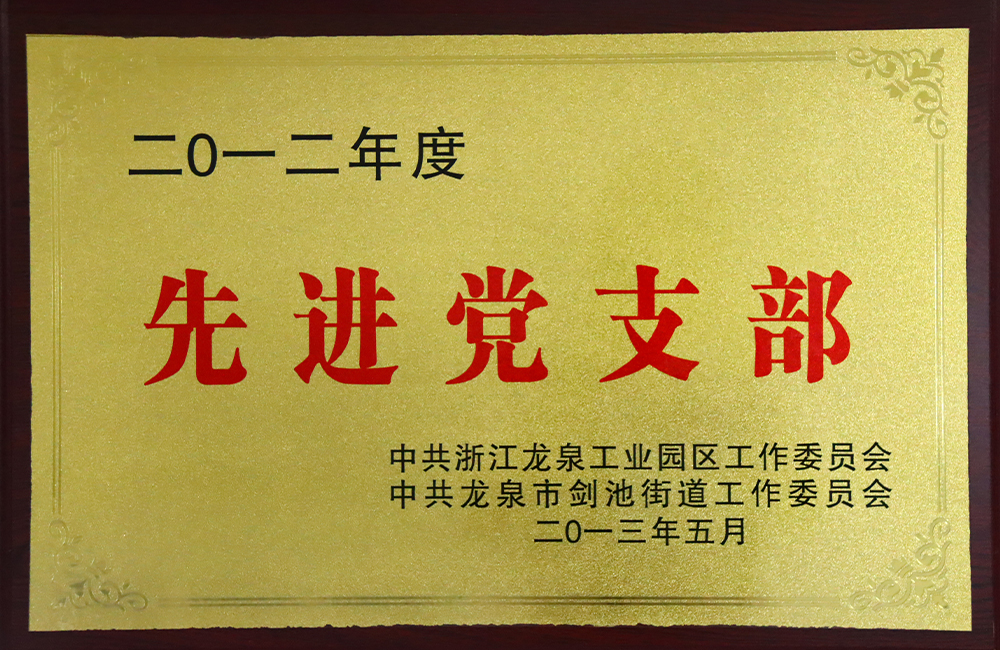 二0一二年度
先进党支部
中共浙江龙泉工业园区工作委员会
中共龙泉市剑池街道工作委员会
二0一三年五月